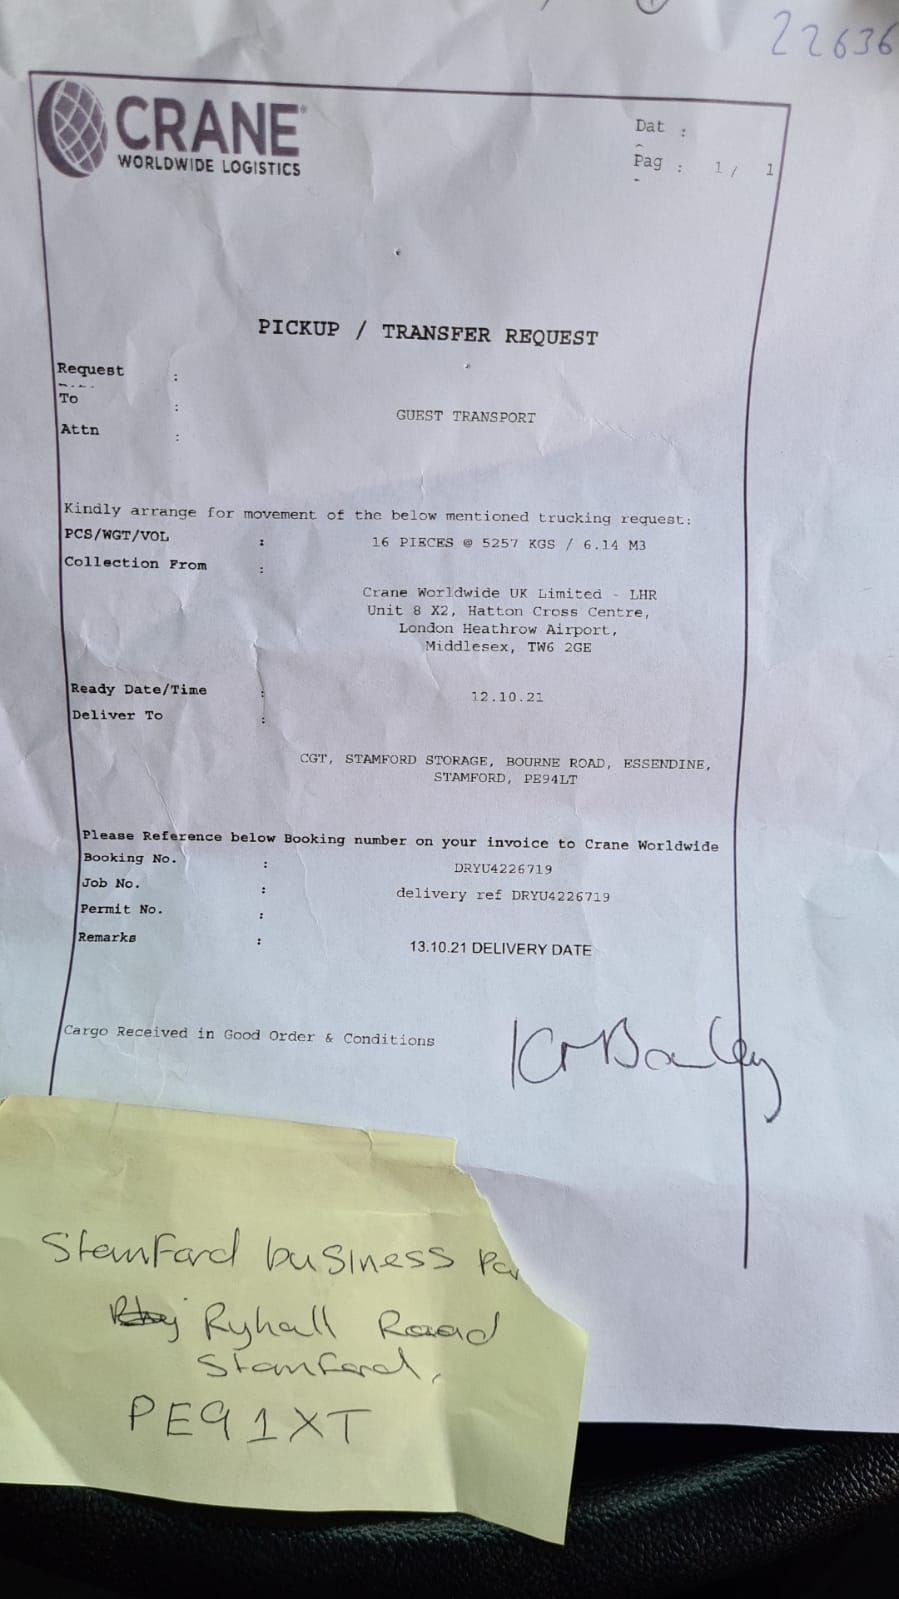 22636
CRANE
WORLDWIDE LOGISTICS
Dat :
Pag : 1 / 1
PICKUP / TRANSFER REQUEST
Request :
To :
GUEST TRANSPORT
Attn :
Kindly arrange for movement of the below mentioned trucking request:
PCS/WGT/VOL : 16 PIECES @ 5257 KGS / 6.14 M3
Collection From :
Crane Worldwide UK Limited - LHR
Unit 8 X2, Hatton Cross Centre,
London Heathrow Airport,
Middlesex, TW6 2GE
Ready Date/Time : 12.10.21
Deliver To :
CGT, STAMFORD STORAGE, BOURNE ROAD, ESSENDINE,
STAMFORD, PE94LT
Please Reference below Booking number on your invoice to Crane Worldwide
Booking No. : DRYU4226719
Job No. : delivery ref DRYU4226719
Permit No. :
Remarks : 13.10.21 DELIVERY DATE
Cargo Received in Good Order & Conditions
Stamford business
Ryhall Road
Stamford,
PE9 1XT